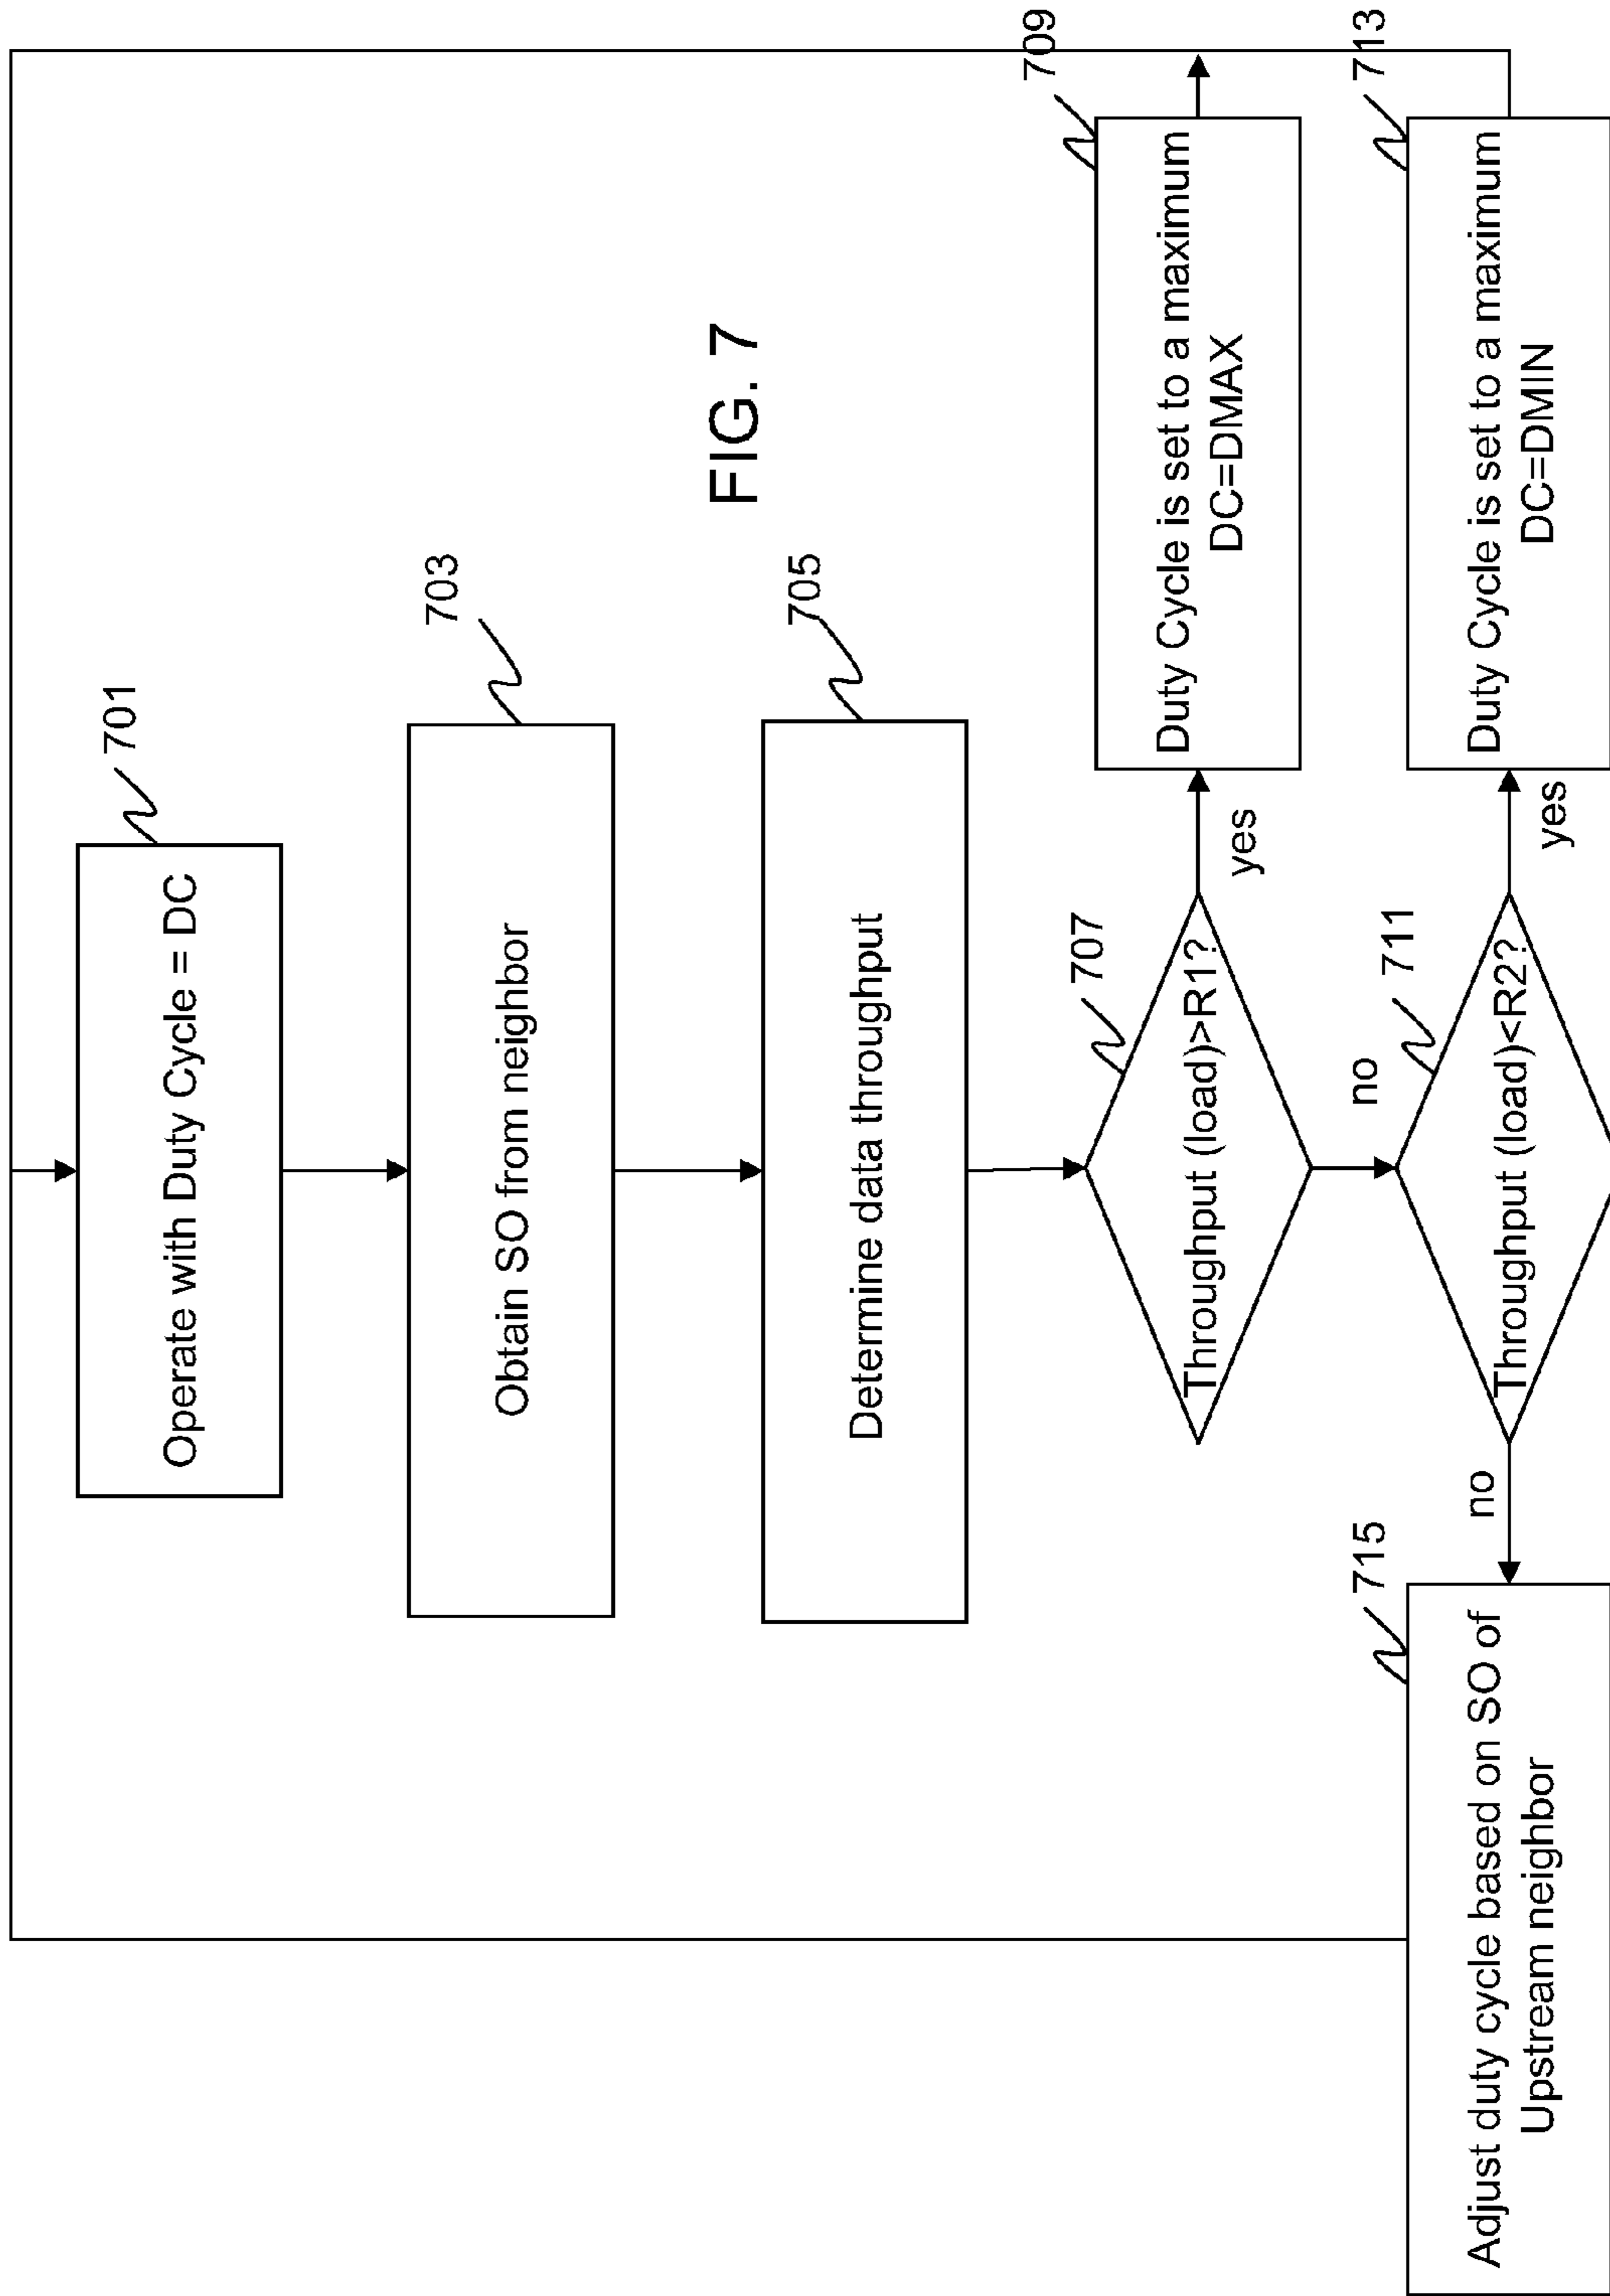 701
Operate with Duty Cycle = DC
703
Obtain SO from neighbor
705
Determine data throughput
FIG. 7
707
Throughput (load)>R1?
yes
709
Duty Cycle is set to a maximum
DC=DMAX
no
711
Throughput (load)<R2?
yes
713
Duty Cycle is set to a maximum
DC=DMIN
no
715
Adjust duty cycle based on SO of
Upstream neighbor